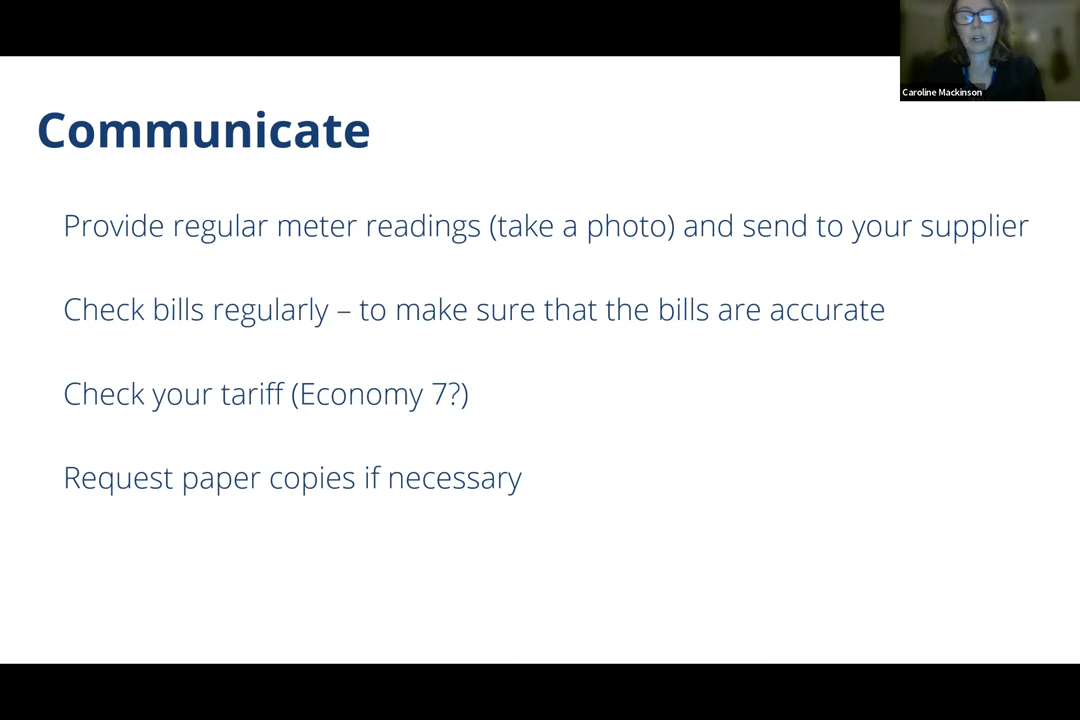 Caroline Mackinson
Communicate
Provide regular meter readings (take a photo) and send to your supplier
Check bills regularly – to make sure that the bills are accurate
Check your tariff (Economy 7?)
Request paper copies if necessary